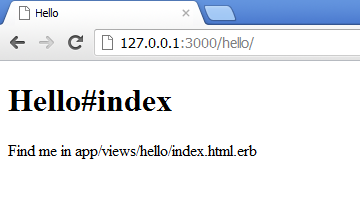 Hello
127.0.0.1:3000/hello/
Hello#index
Find me in app/views/hello/index.html.erb